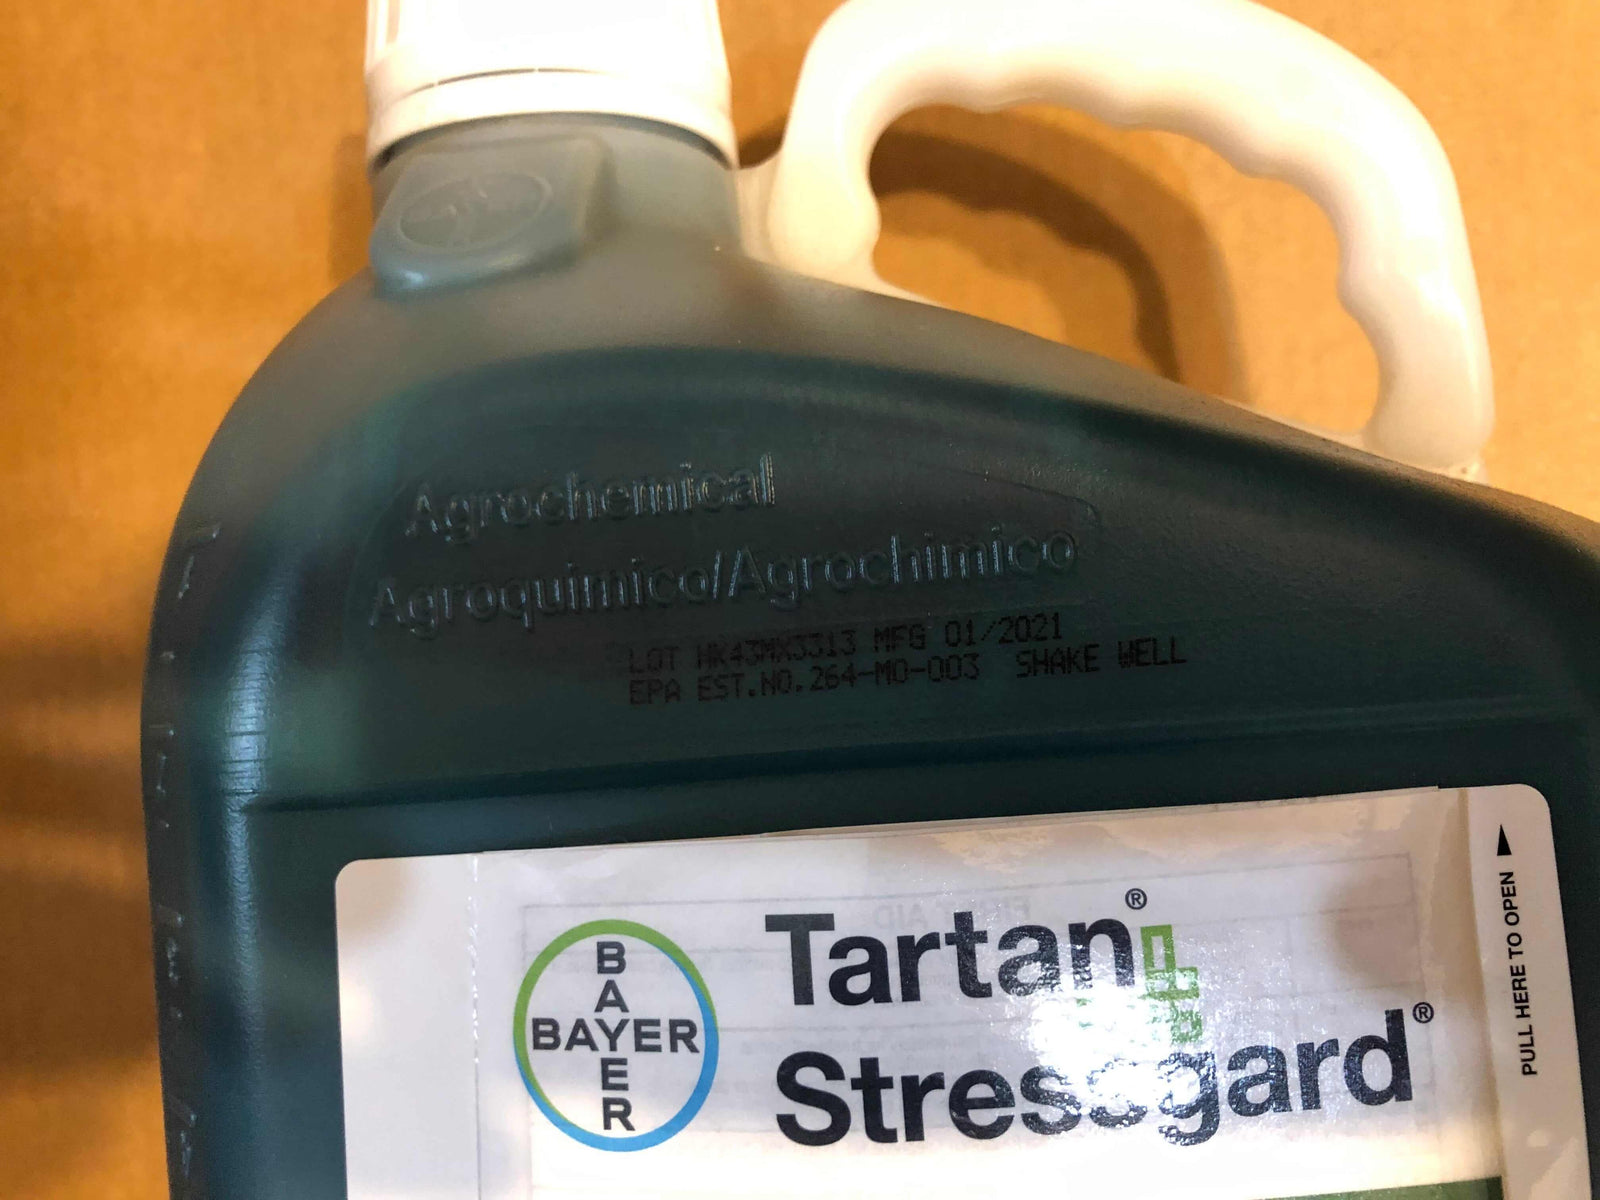 Agrochemical
Agroquimico/Agrochimico
LOT HK43MX3313 MFG 01/2021
EPA EST.NO.264-MO-003 SHAKE WELL
BAYER
BAYER
Tartan®
Stressgard®
PULL HERE TO OPEN